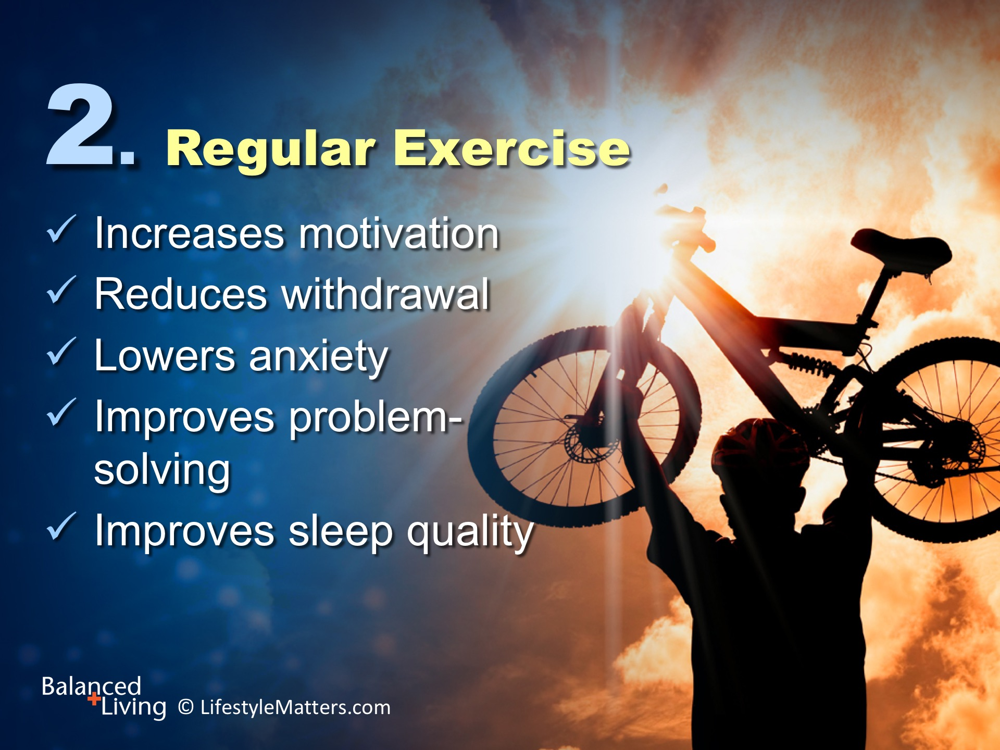 2. Regular Exercise
✓ Increases motivation
✓ Reduces withdrawal
✓ Lowers anxiety
✓ Improves problem-
solving
✓ Improves sleep quality
Balanced
+Living © LifestyleMatters.com